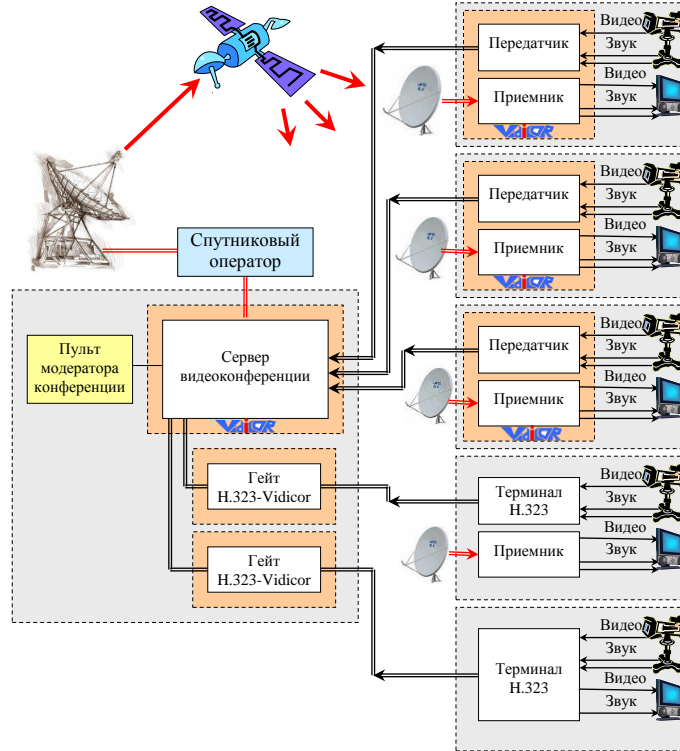 Видео
Передатчик
Звук
Видео
Приемник
Звук
Vidicor
Видео
Передатчик
Звук
Видео
Приемник
Звук
Vidicor
Спутниковый
оператор
Видео
Передатчик
Звук
Видео
Приемник
Звук
Vidicor
Пульт
модератора
конференции
Сервер
видеоконференции
Vidicor
Гейт
H.323-Vidicor
Терминал
H.323
Видео
Звук
Видео
Приемник
Звук
Гейт
H.323-Vidicor
Терминал
H.323
Видео
Звук
Видео
Звук